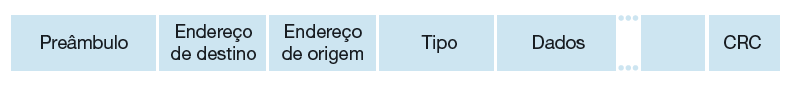 Preâmbulo
Endereço
de destino
Endereço
de origem
Tipo
Dados
CRC